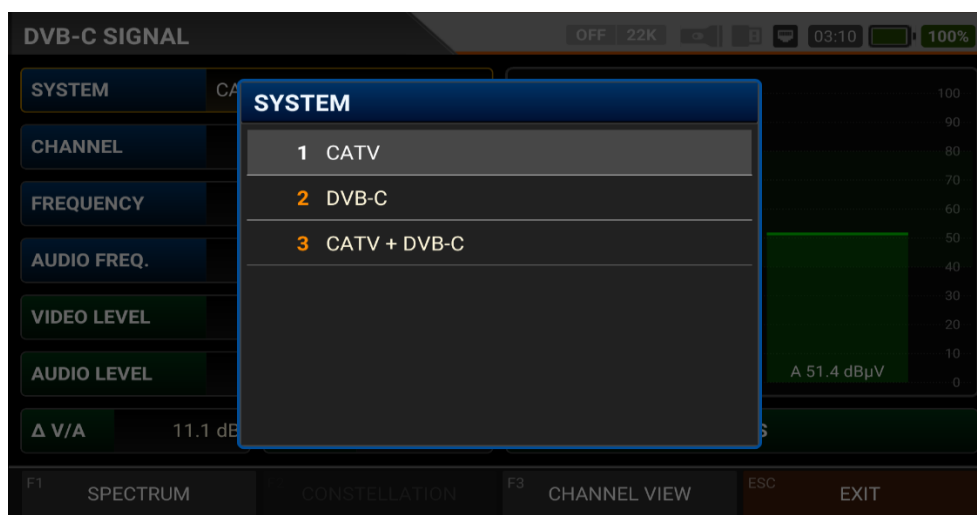 DVB-C SIGNAL
OFF 22K 03:10 100%
SYSTEM CA
SYSTEM
100
90
CHANNEL
1 CATV
80
70
FREQUENCY
2 DVB-C
60
50
AUDIO FREQ.
3 CATV + DVB-C
40
30
VIDEO LEVEL
20
10
AUDIO LEVEL
A 51.4 dBµV
0
Δ V/A 11.1 dB
S
F1 SPECTRUM
CONSTELLATION
F3 CHANNEL VIEW
ESC EXIT